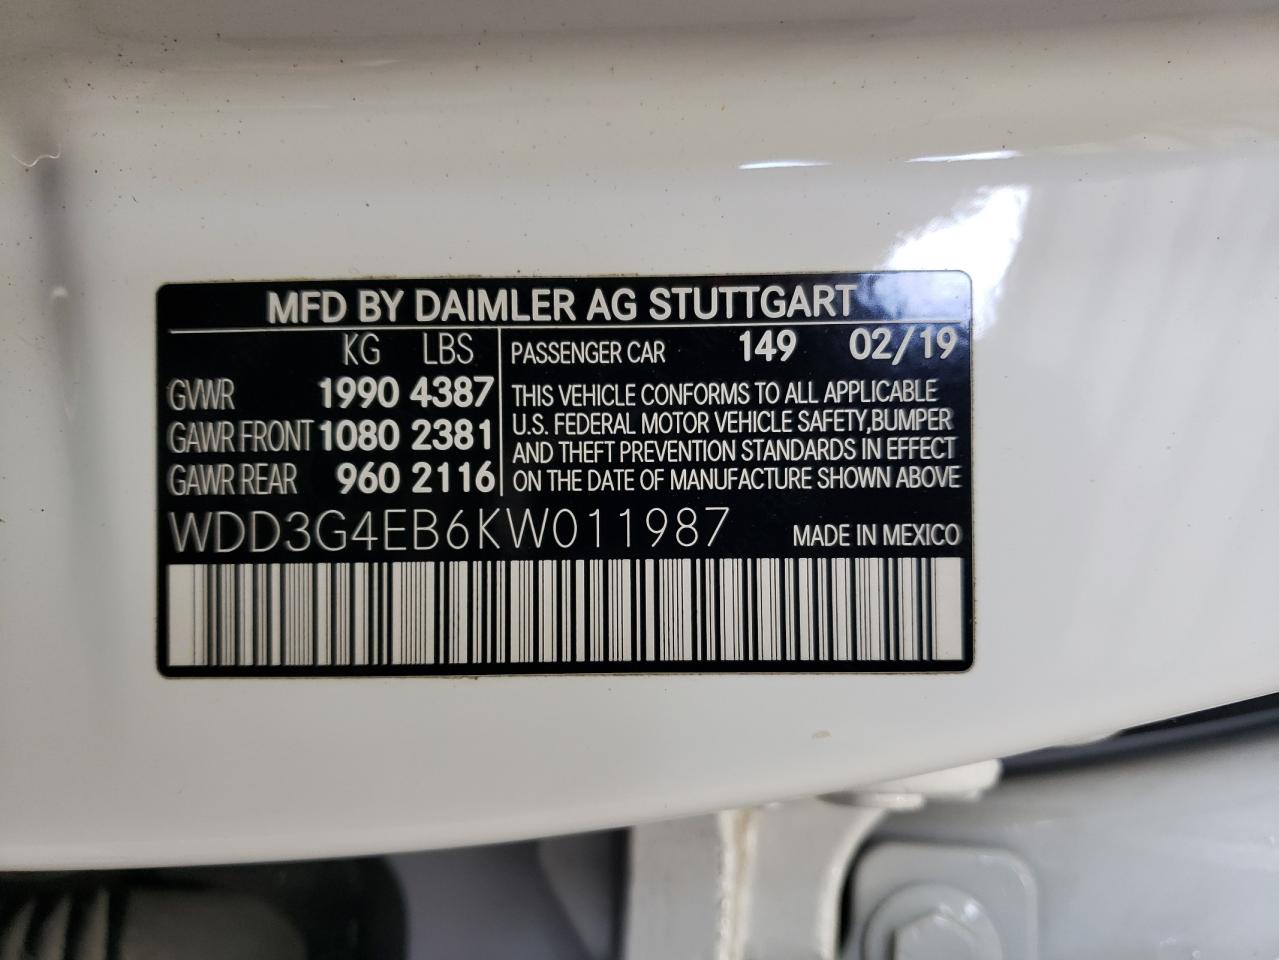 MFD BY DAIMLER AG STUTTGART
KG LBS
GVWR 1990 4387
GAWR FRONT 1080 2381
GAWR REAR 960 2116
PASSENGER CAR 149 02/19
THIS VEHICLE CONFORMS TO ALL APPLICABLE
U.S. FEDERAL MOTOR VEHICLE SAFETY,BUMPER
AND THEFT PREVENTION STANDARDS IN EFFECT
ON THE DATE OF MANUFACTURE SHOWN ABOVE
WDD3G4EB6KW011987 MADE IN MEXICO